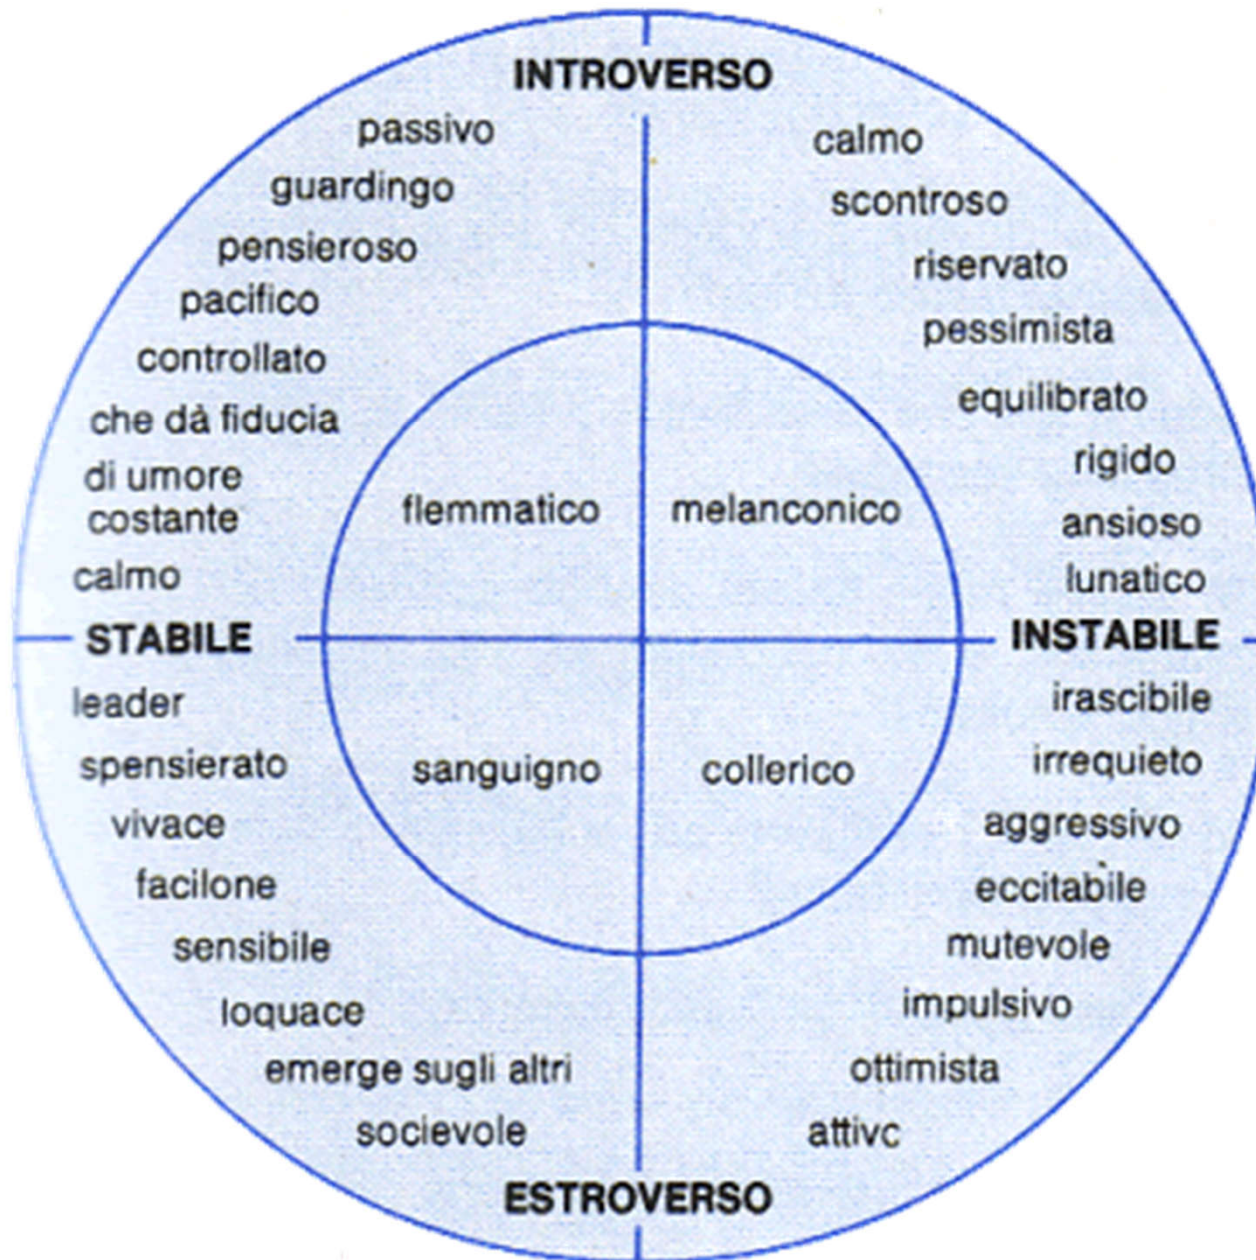 INTROVERSO
passivo
guardingo
pensieroso
pacifico
controllato
che dà fiducia
di umore
costante
calmo
calmo
scontroso
riservato
pessimista
equilibrato
rigido
ansioso
lunatico
flemmatico
melanconico
STABILE
INSTABILE
sanguigno
collerico
leader
spensierato
vivace
facilone
sensibile
loquace
emerge sugli altri
socievole
irascibile
irrequieto
aggressivo
eccitabile
mutevole
impulsivo
ottimista
attivc
ESTROVERSO